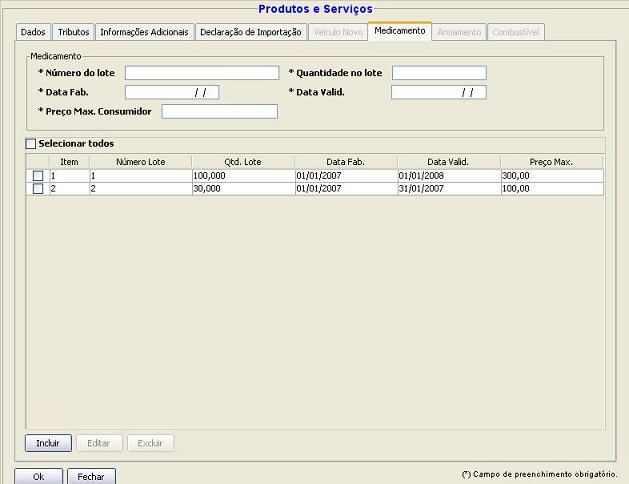 Produtos e Serviços
Dados Tributos Informações Adicionais Declaração de Importação Veículo Novo Medicamento Armamento Combustível
Medicamento
* Número do lote * Quantidade no lote
* Data Fab. / / * Data Valid. / /
* Preço Max. Consumidor
Selecionar todos
Item Número Lote Qtd. Lote Data Fab. Data Valid. Preço Max.
1 1 100,000 01/01/2007 01/01/2008 300,00
2 2 30,000 01/01/2007 31/01/2007 100,00
Incluir Editar Excluir
Ok Fechar (*) Campo de preenchimento obrigatório.